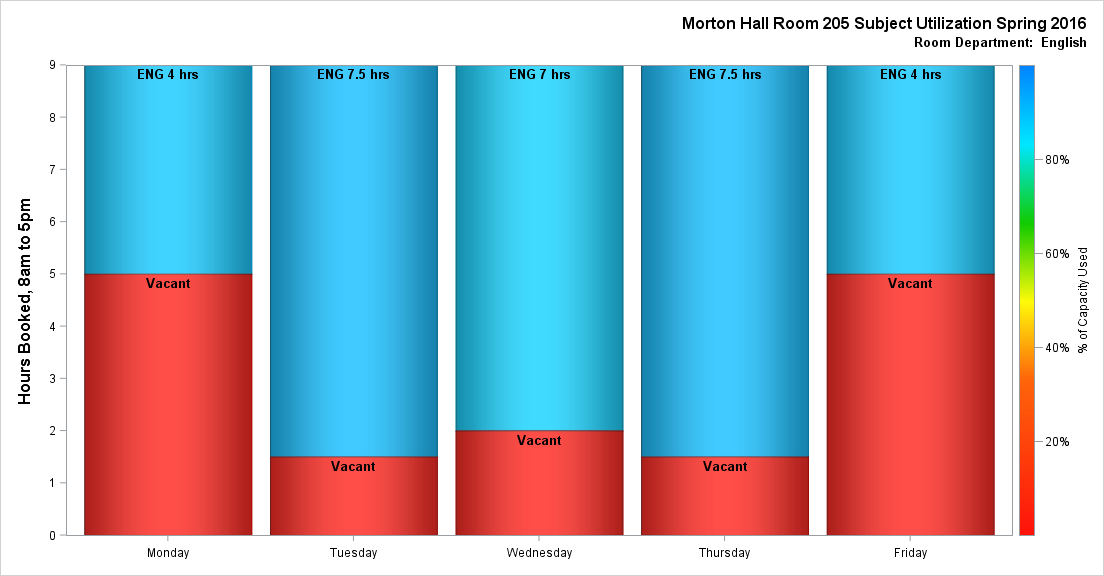 Morton Hall Room 205 Subject Utilization Spring 2016
Room Department:  English
Hours Booked, 8am to 5pm
9
8
7
6
5
4
3
2
1
0
ENG 4 hrs
Vacant
ENG 7.5 hrs
Vacant
ENG 7 hrs
Vacant
ENG 7.5 hrs
Vacant
ENG 4 hrs
Vacant
Monday
Tuesday
Wednesday
Thursday
Friday
80%
60%
40%
20%
% of Capacity Used